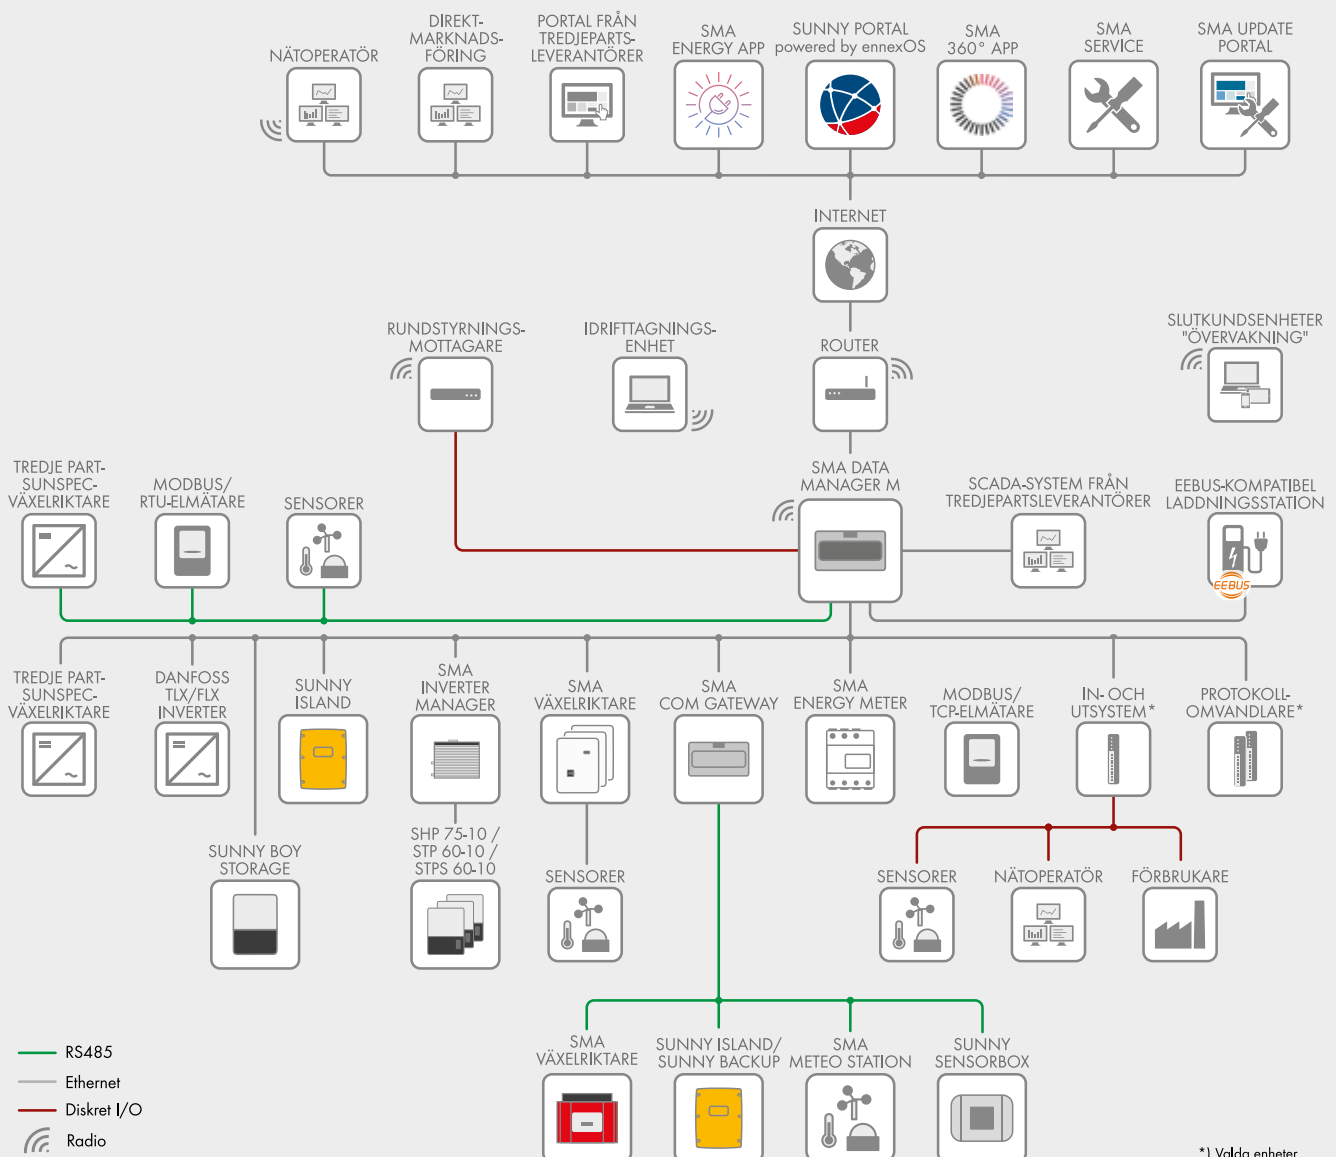 NÄTOPERATÖR
DIREKT-
MARKNADS-
FÖRING
PORTAL FRÅN
TREDJEPARTS-
LEVERANTÖRER
SMA
ENERGY APP
SUNNY PORTAL
powered by ennexOS
SMA
360° APP
SMA
SERVICE
SMA UPDATE
PORTAL
INTERNET
RUNDSTYRNINGS-
MOTTAGARE
IDRIFTTAGNINGS-
ENHET
ROUTER
SLUTKUNDSENHETER
"ÖVERVAKNING"
TREDJE PART-
SUNSPEC-
VÄXELRIKTARE
MODBUS/
RTU-ELMÄTARE
SENSORER
SMA DATA
MANAGER M
SCADA-SYSTEM FRÅN
TREDJEPARTSLEVERANTÖRER
EEBUS-KOMPATIBEL
LADDNINGSSTATION
EEBUS
TREDJE PART-
SUNSPEC-
VÄXELRIKTARE
DANFOSS
TLX/FLX
INVERTER
SUNNY
ISLAND
SMA
INVERTER
MANAGER
SMA
VÄXELRIKTARE
SMA
COM GATEWAY
SMA
ENERGY METER
MODBUS/
TCP-ELMÄTARE
IN- OCH
UTSYSTEM*
PROTOKOLL-
OMVANDLARE*
SUNNY BOY
STORAGE
SHP 75-10 /
STP 60-10 /
STPS 60-10
SENSORER
SENSORER
NÄTOPERATÖR
FÖRBRUKARE
SMA
VÄXELRIKTARE
SUNNY ISLAND/
SUNNY BACKUP
SMA
METEO STATION
SUNNY
SENSORBOX
RS485
Ethernet
Diskret I/O
Radio
*) Valda enheter